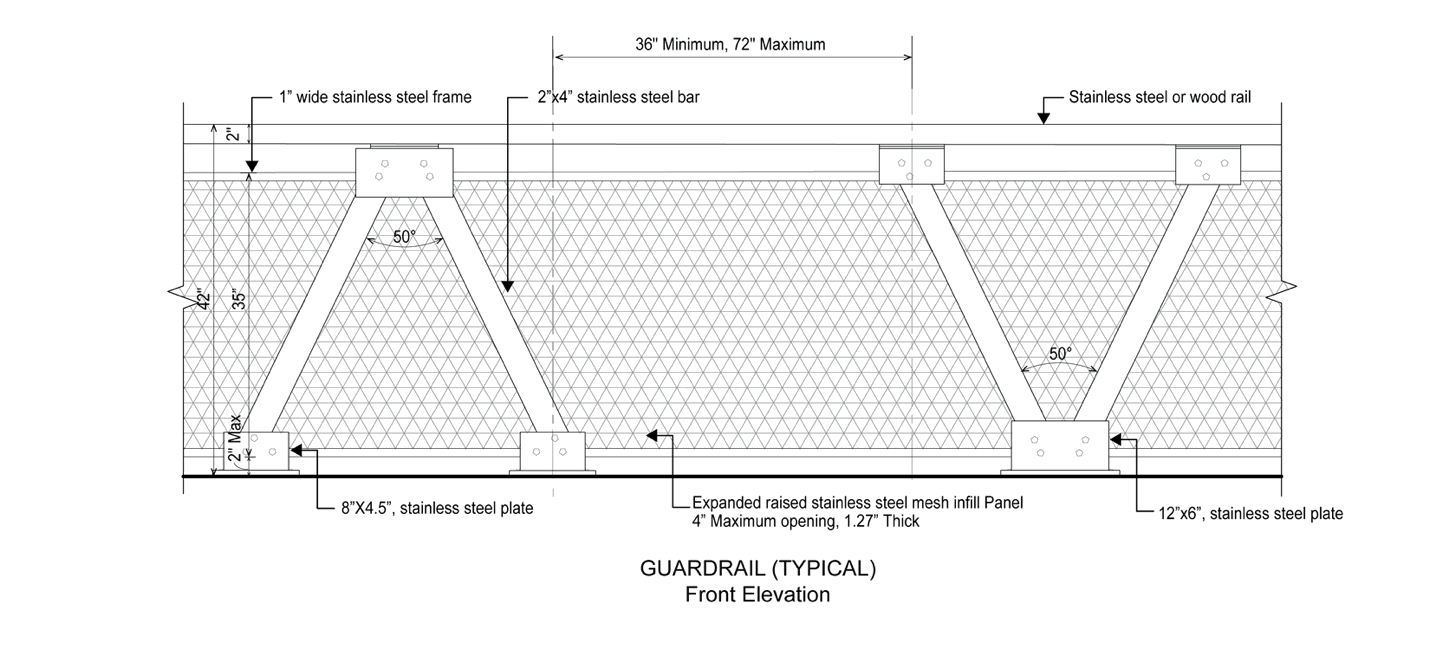 36" Minimum, 72" Maximum
1” wide stainless steel frame
2”x4” stainless steel bar
Stainless steel or wood rail
2"
42"
35”
50°
50°
2" Max
8”X4.5”, stainless steel plate
Expanded raised stainless steel mesh infill Panel
4” Maximum opening, 1.27” Thick
12”x6”, stainless steel plate
GUARDRAIL (TYPICAL)
Front Elevation